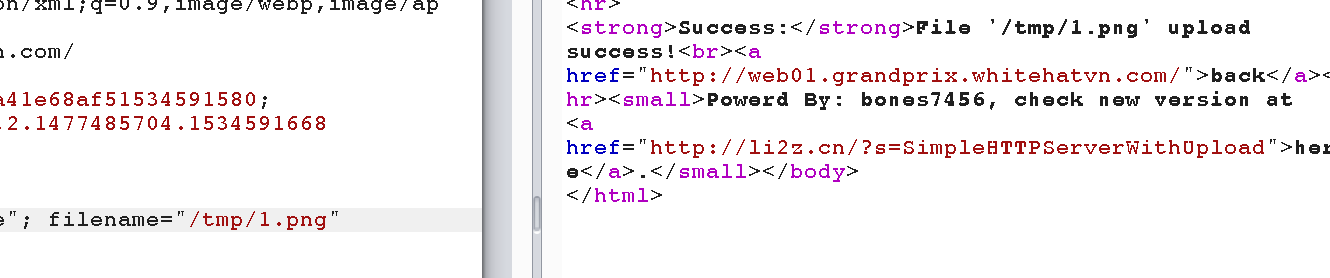 on/xml;q=0.9,image/webp,image/ap
n.com/
a41e68af51534591580;
.2.1477485704.1534591668
e"; filename="/tmp/1.png"
<hr>
<strong>Success:</strong>File '/tmp/1.png' upload
success!<br><a
href="http://web01.grandprix.whitehatvn.com/">back</a><
hr><small>Powerd By: bones7456, check new version at
<a
href="http://li2z.cn/?s=SimpleHTTPServerWithUpload">her
e</a>.</small></body>
</html>